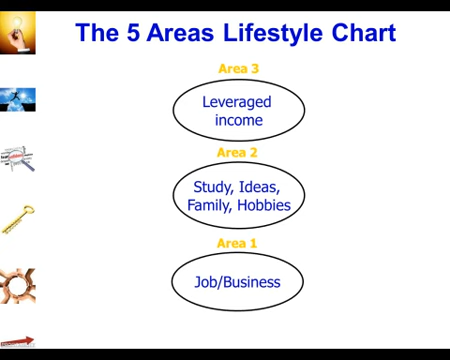 The 5 Areas Lifestyle Chart
Area 3
Leveraged
income
Area 2
Study, Ideas,
Family, Hobbies
Area 1
Job/Business